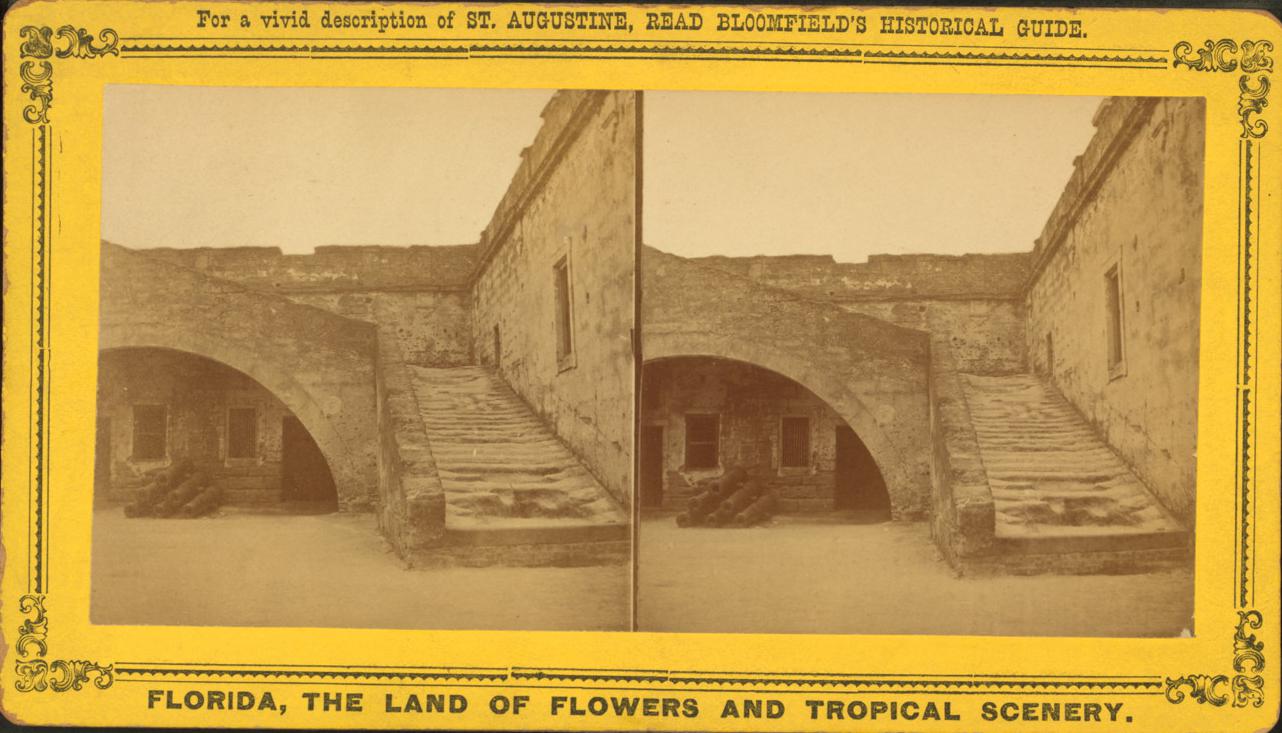 For a vivid description of ST. AUGUSTINE, READ BLOOMFIELD'S HISTORICAL GUIDE.
FLORIDA, THE LAND OF FLOWERS AND TROPICAL SCENERY.